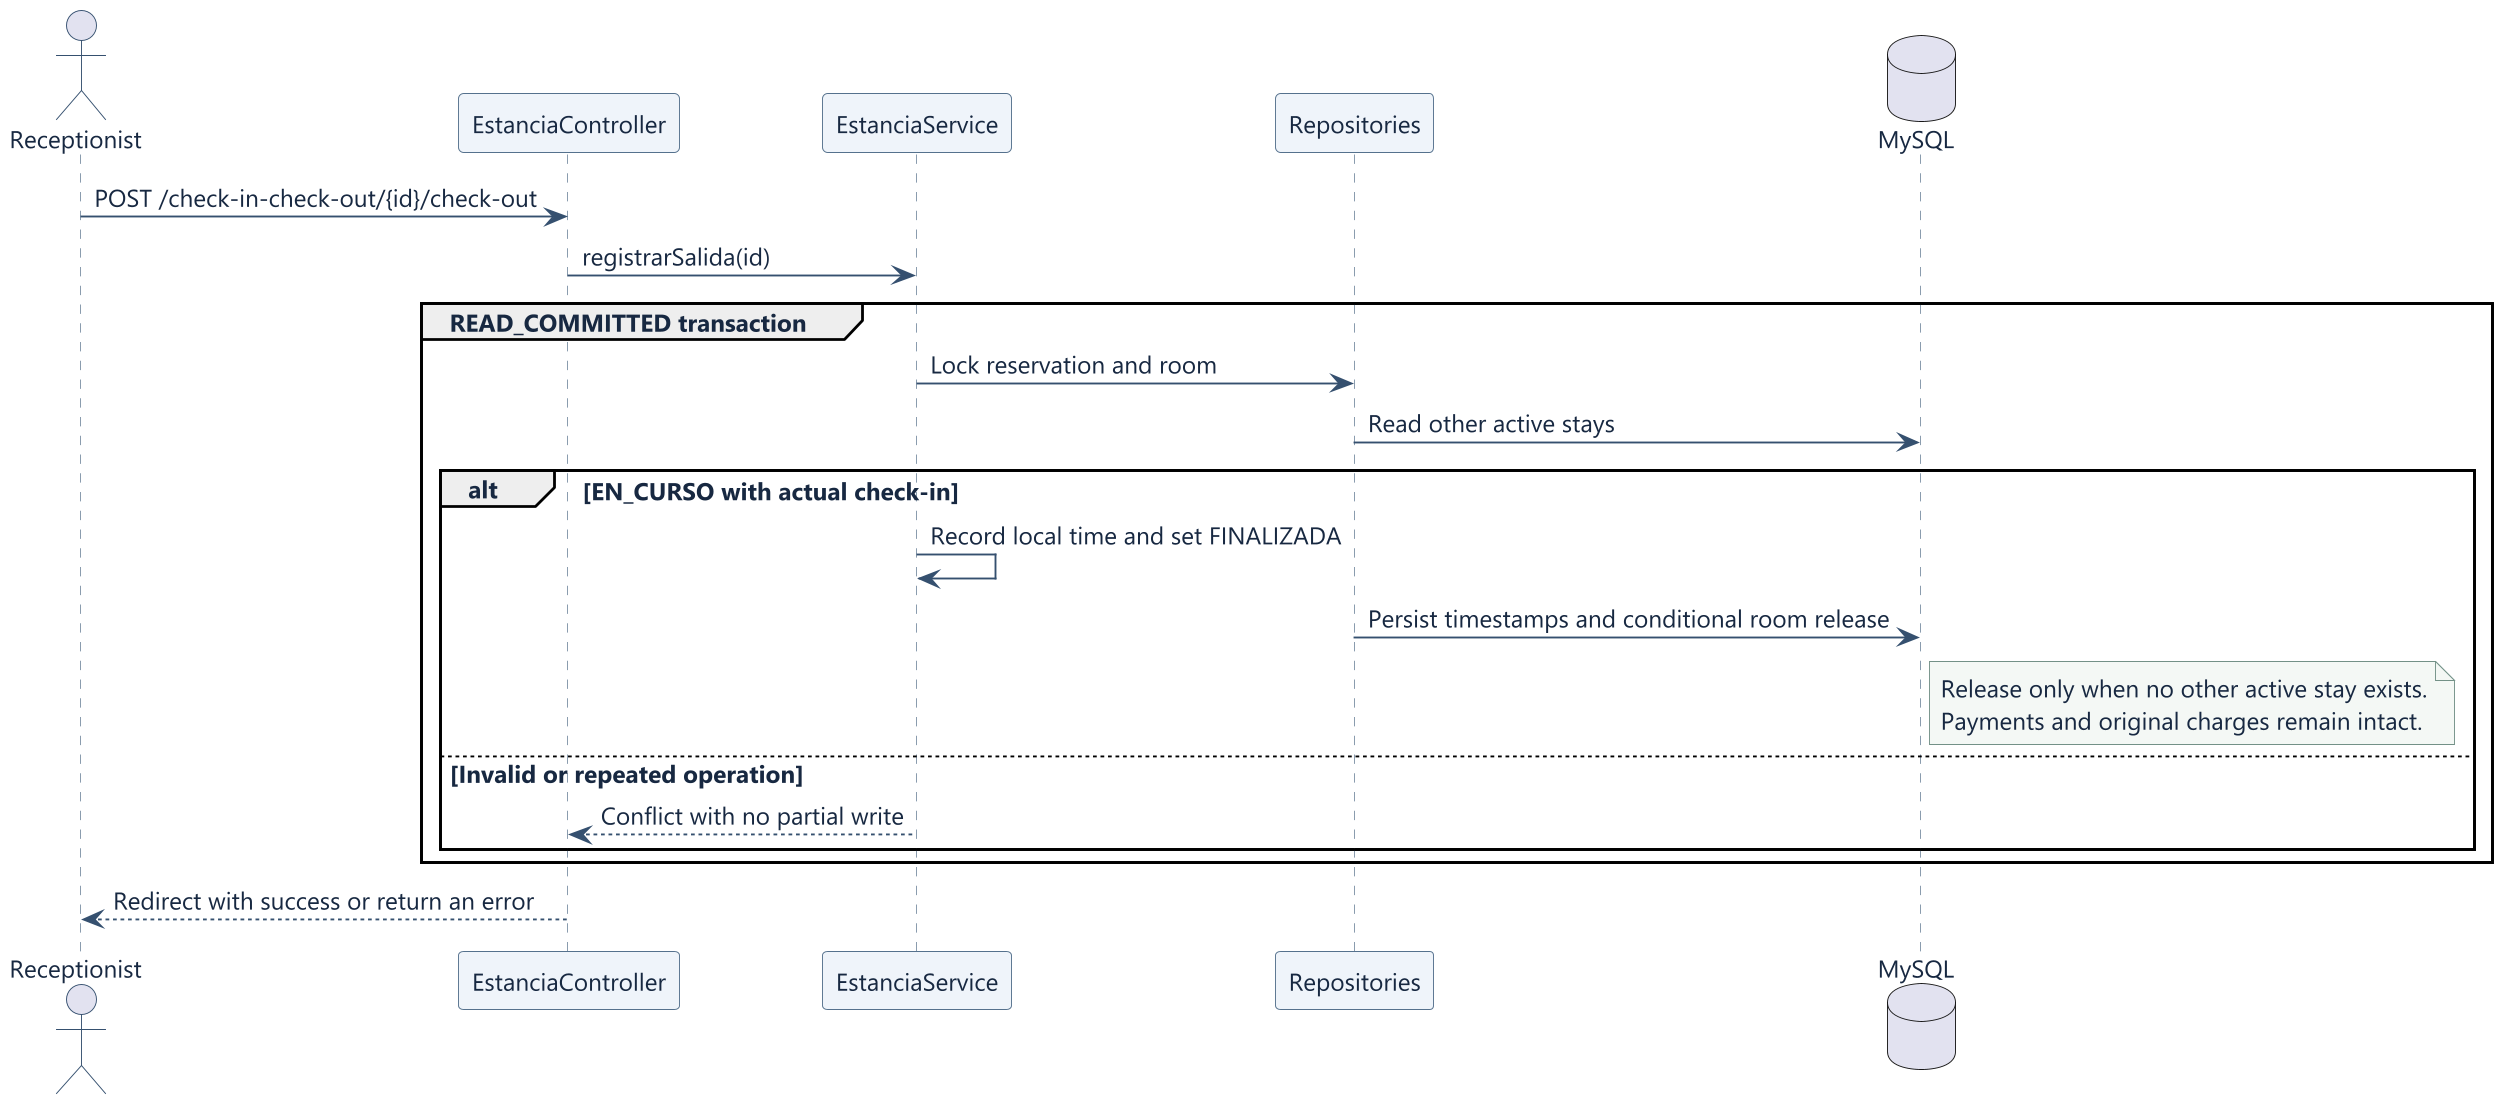 Receptionist
EstanciaController
EstanciaService
Repositories
MySQL
POST /check-in-check-out/{id}/check-out
registrarSalida(id)
READ_COMMITTED transaction
Lock reservation and room
Read other active stays
alt [EN_CURSO with actual check-in]
Record local time and set FINALIZADA
Persist timestamps and conditional room release
Release only when no other active stay exists.
Payments and original charges remain intact.
[Invalid or repeated operation]
Conflict with no partial write
Redirect with success or return an error
Receptionist
EstanciaController
EstanciaService
Repositories
MySQL